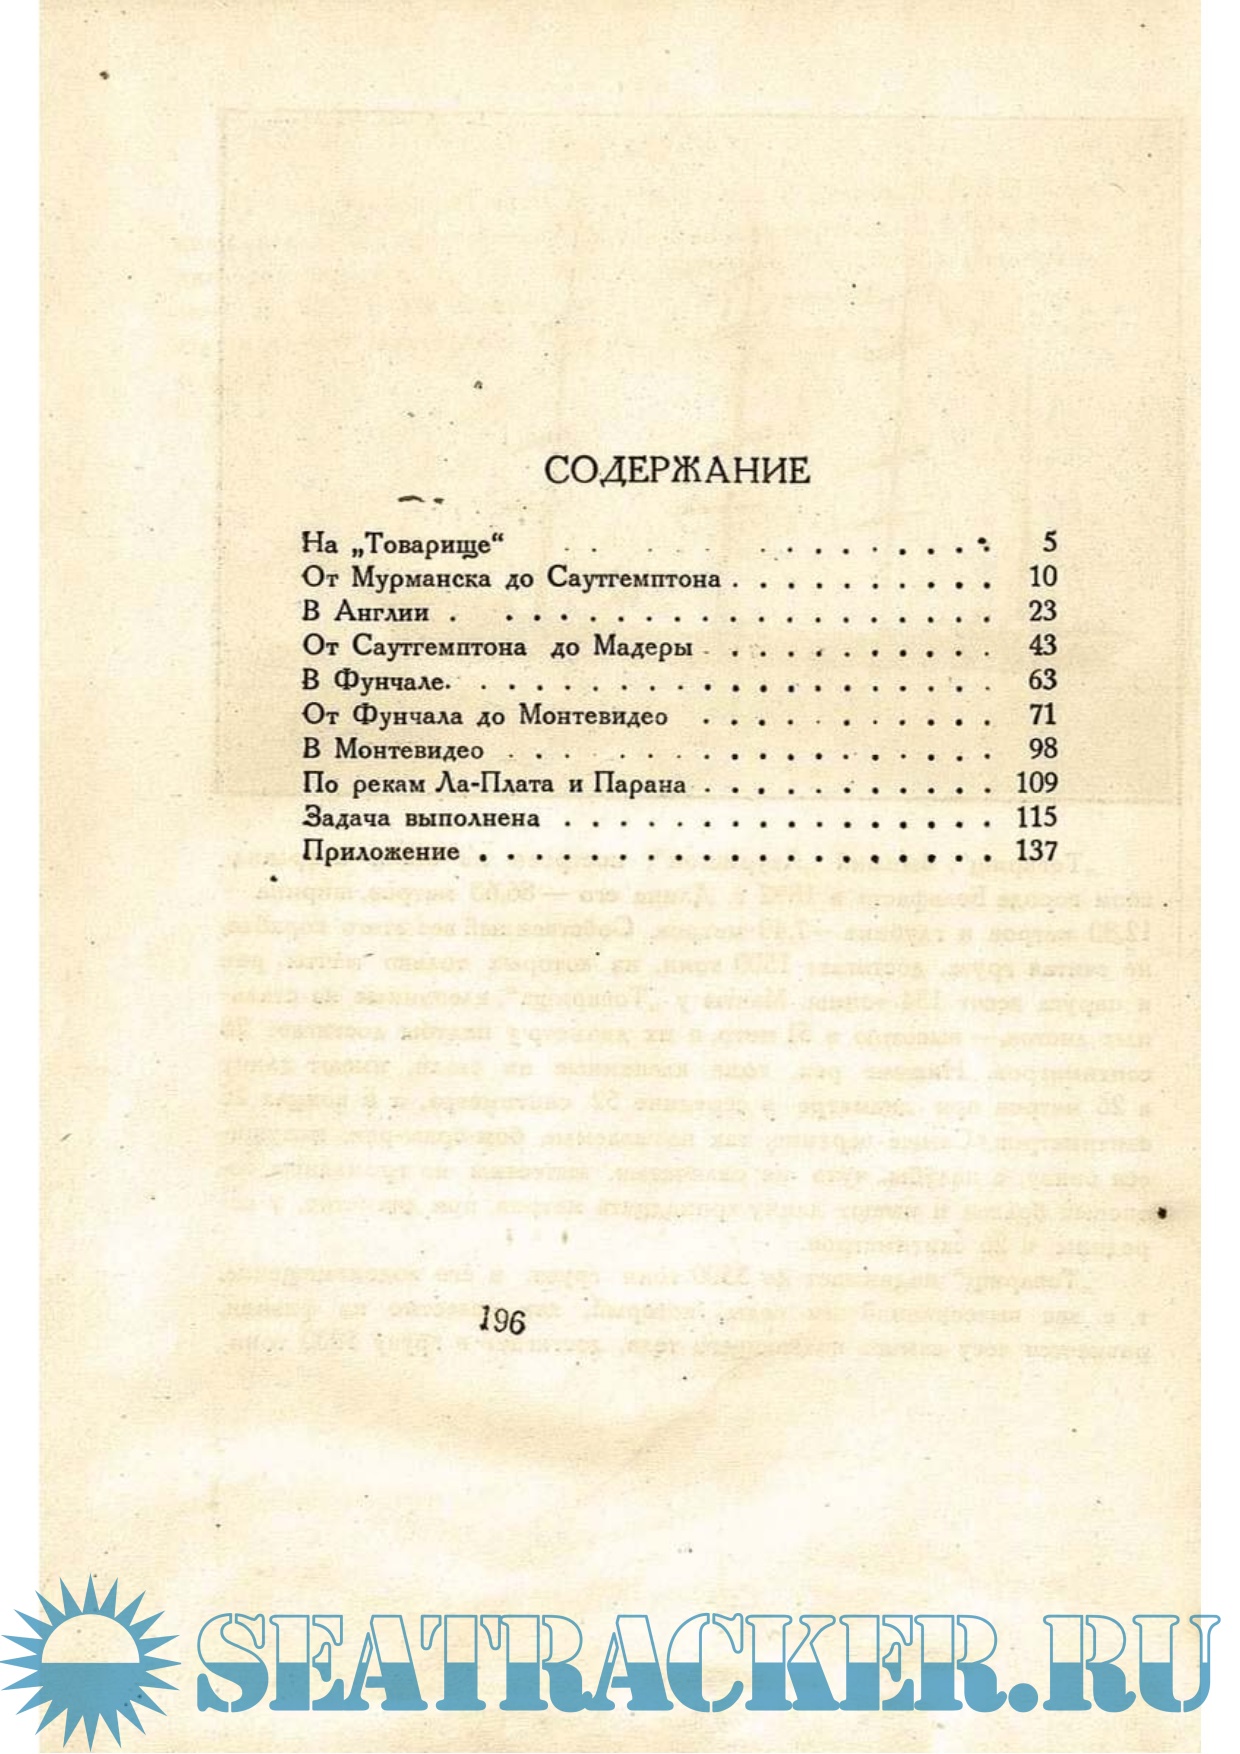 СОДЕРЖАНИЕ
На „Товарище“ . . . . . . . . . . . . . 5
От Мурманска до Саутгемптона . . . . . . . . . . 10
В Англии . . . . . . . . . . . . . . . . . . . 23
От Саутгемптона до Мадеры . . . . . . . . . . . 43
В Фунчале. . . . . . . . . . . . . . . . . . . . 63
От Фунчала до Монтевидео . . . . . . . . . . . 71
В Монтевидео . . . . . . . . . . . . . . . . . 98
По рекам Ла-Плата и Парана . . . . . . . . . . . 109
Задача выполнена . . . . . . . . . . . . . . . . 115
Приложение . . . . . . . . . . . . . . . . . . . 137
196
SEATRACKER.RU